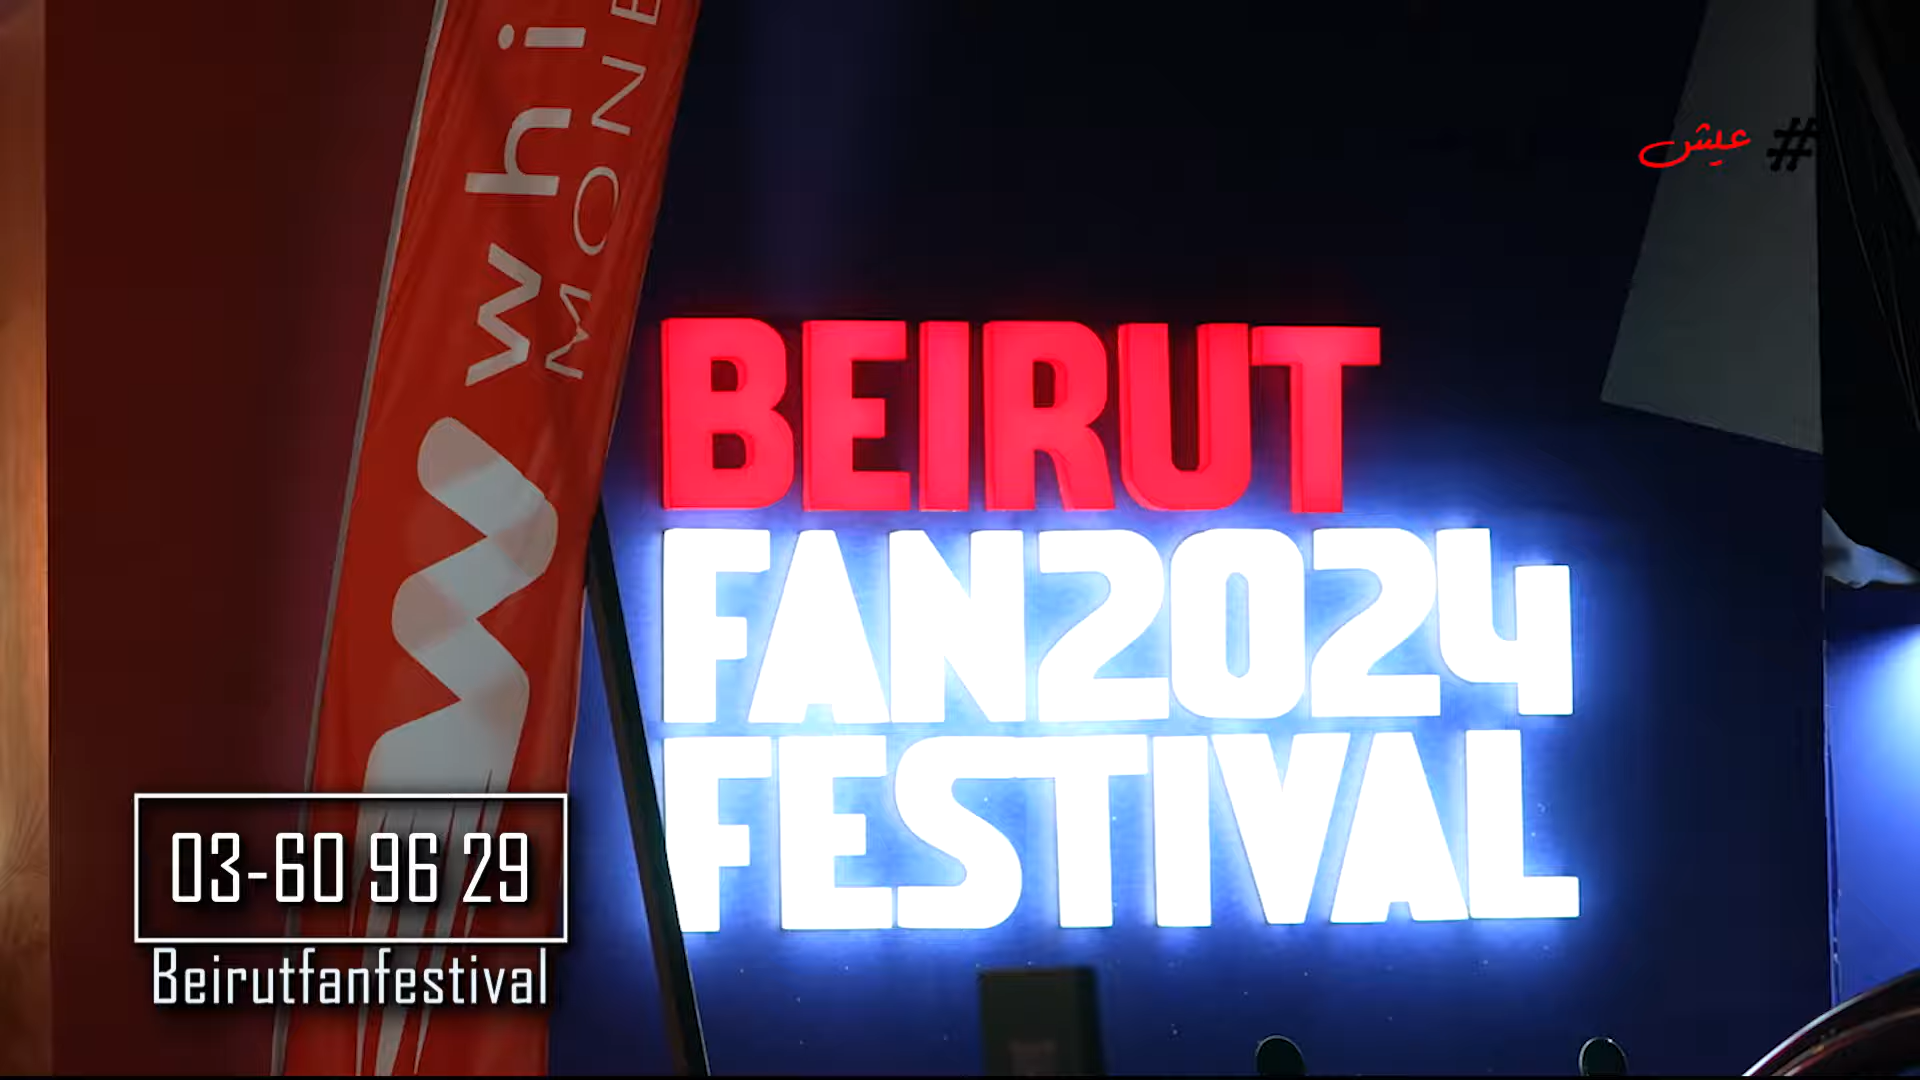 #عيش
whi
MONE
BEIRUT
FAN2024
FESTIVAL
03-60 96 29
Beirutfanfestival